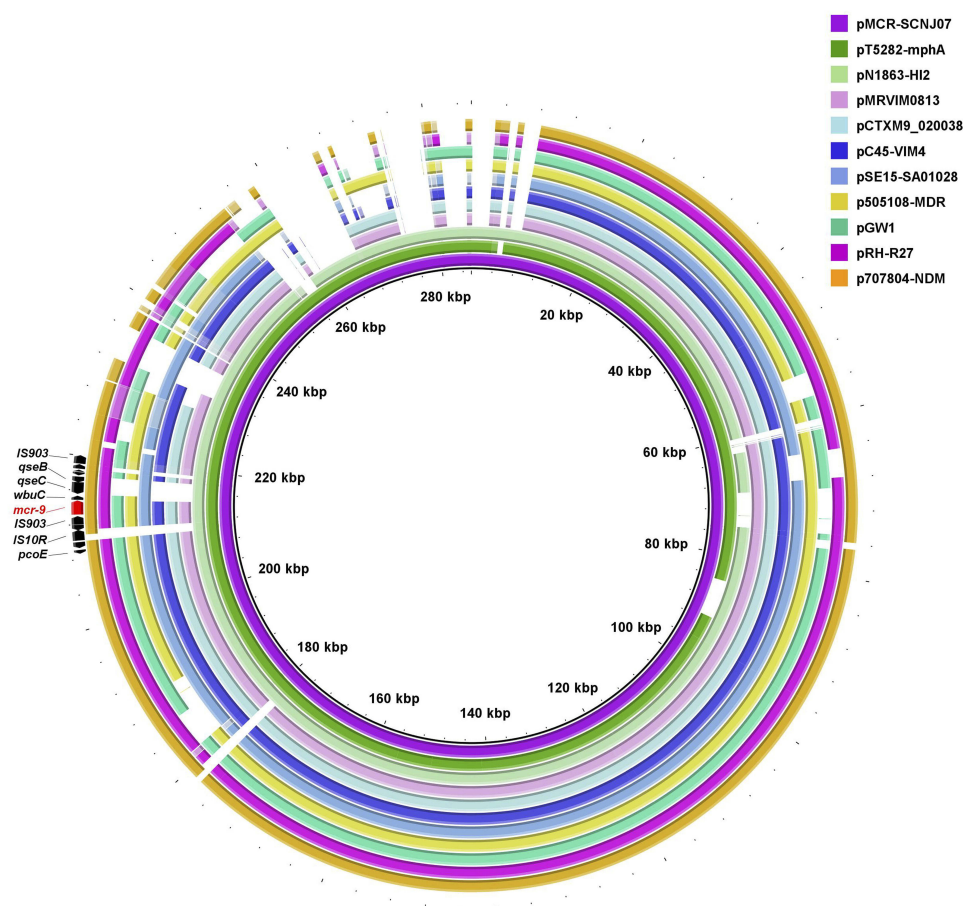 pMCR-SCNJ07
pT5282-mphA
pN1863-HI2
pMRVIM0813
pCTXM9_020038
pC45-VIM4
pSE15-SA01028
p505108-MDR
pGW1
pRH-R27
p707804-NDM
280 kbp
20 kbp
260 kbp
40 kbp
240 kbp
60 kbp
220 kbp
80 kbp
200 kbp
100 kbp
180 kbp
120 kbp
160 kbp
140 kbp
IS903
qseB
qseC
wbuC
mcr-9
IS903
IS10R
pcoE